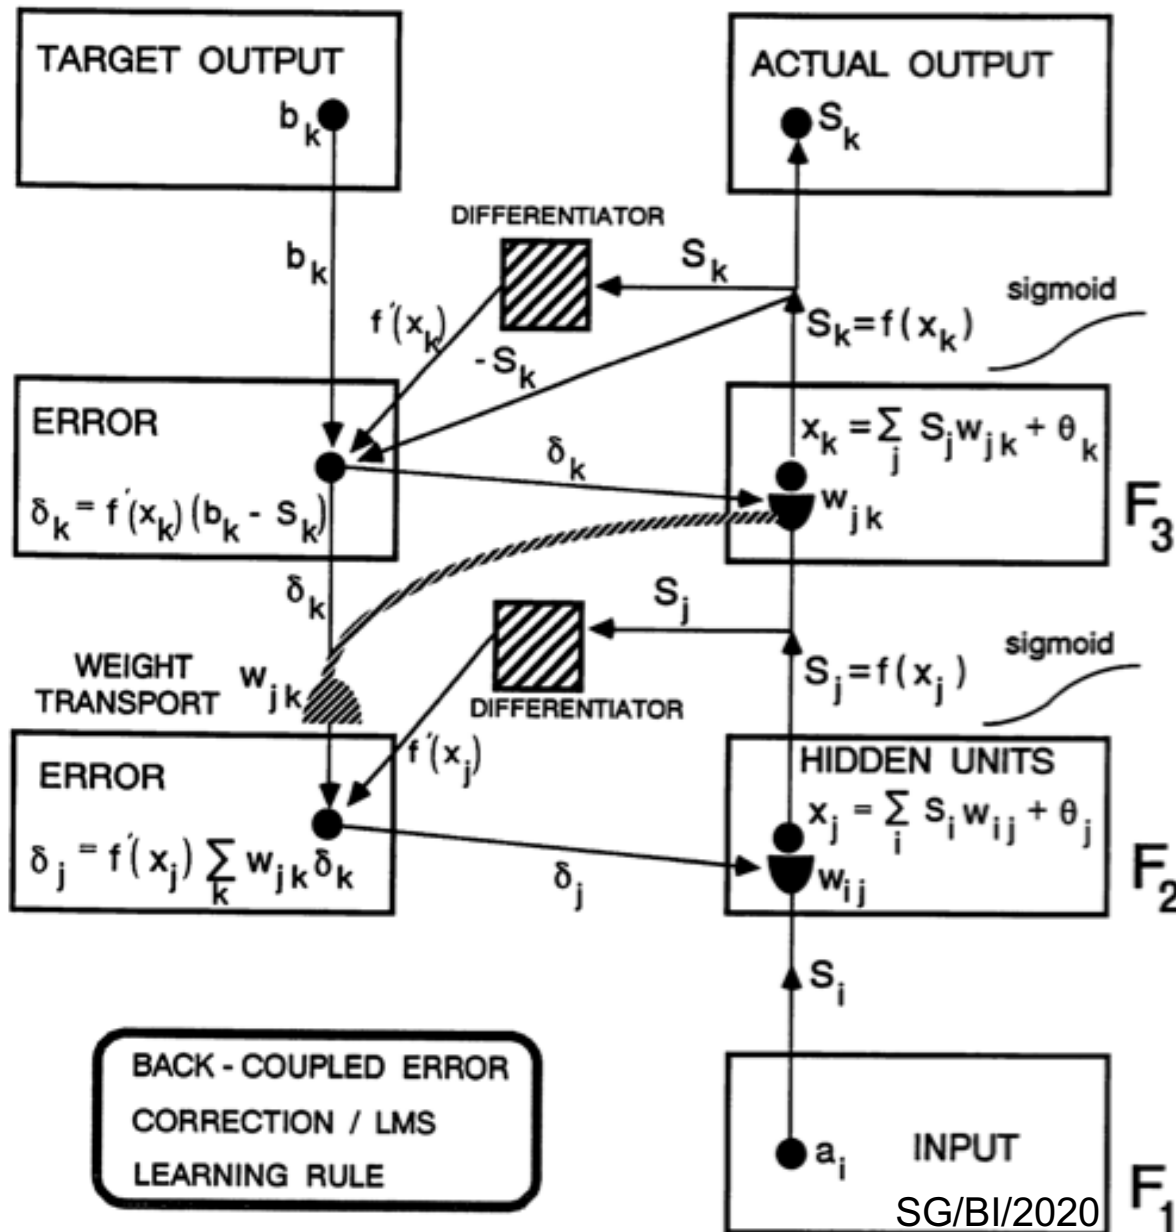 TARGET OUTPUT
b_k
ACTUAL OUTPUT
S_k
DIFFERENTIATOR
b_k
S_k
sigmoid
f'(x_k)
-S_k
S_k=f(x_k)
ERROR
δ_k = f'(x_k)(b_k - S_k)
δ_k
x_k = ∑_j S_j w_jk + θ_k
w_jk
F_3
δ_k
S_j
sigmoid
WEIGHT
TRANSPORT
w_jk
S_j=f(x_j)
DIFFERENTIATOR
f'(x_j)
ERROR
δ_j = f'(x_j) ∑_k w_jk δ_k
δ_j
HIDDEN UNITS
x_j = ∑_i S_i w_ij + θ_j
w_ij
F_2
S_i
BACK-COUPLED ERROR
CORRECTION / LMS
LEARNING RULE
a_i
INPUT
SG/BI/2020
F_1